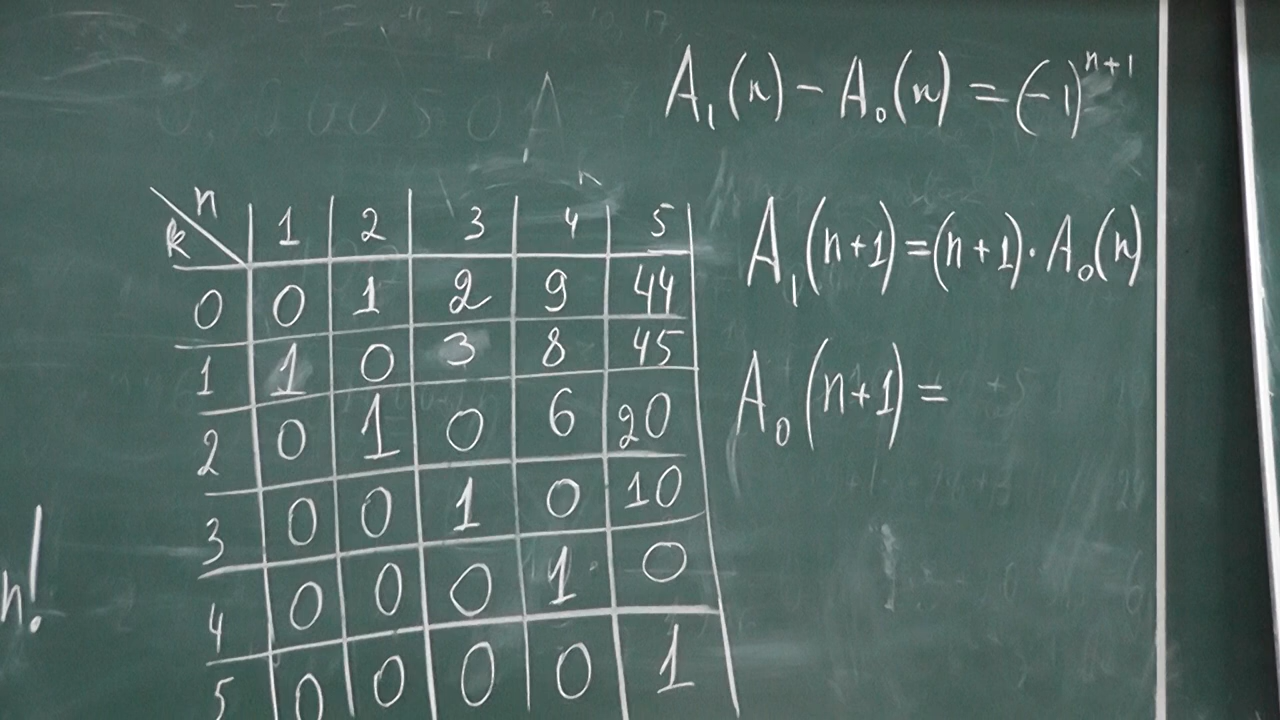 A₁(n) − A₀(n) = (−1)ⁿ⁺¹
n
k 1 2 3 4 5
0 0 1 2 9 44
1 1 0 3 8 45
2 0 1 0 6 20
3 0 0 1 0 10
4 0 0 0 1 0
5 0 0 0 0 1
A₁(n+1) = (n+1) · A₀(n)
A₀(n+1) =
n!